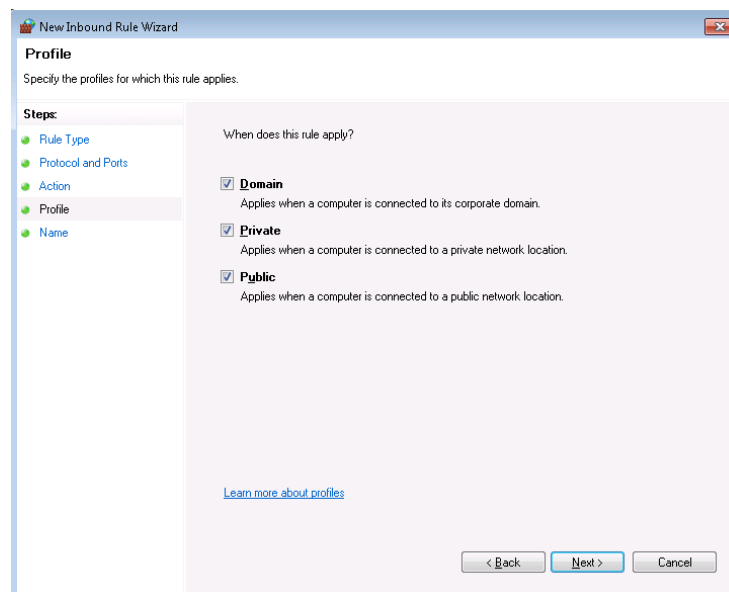 New Inbound Rule Wizard
Profile
Specify the profiles for which this rule applies.
Steps:
Rule Type
Protocol and Ports
Action
Profile
Name
When does this rule apply?
Domain
Applies when a computer is connected to its corporate domain.
Private
Applies when a computer is connected to a private network location.
Public
Applies when a computer is connected to a public network location.
Learn more about profiles
< Back Next > Cancel